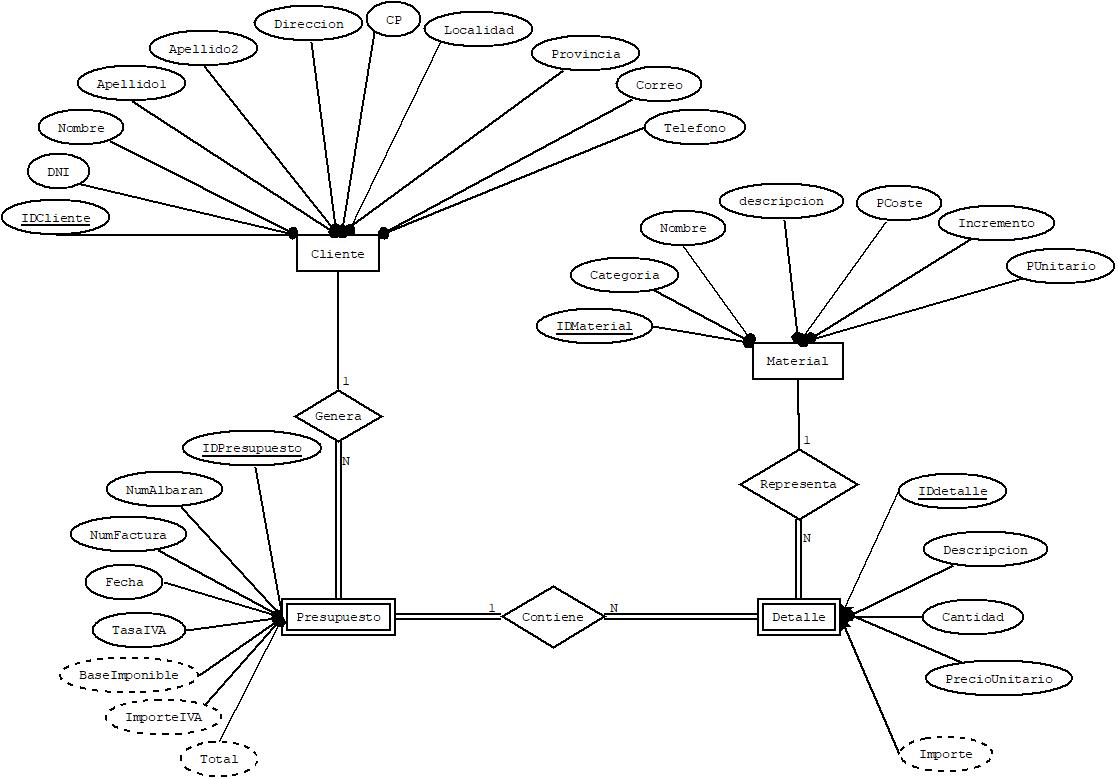 Direccion
CP
Localidad
Apellido2
Provincia
Apellido1
Correo
Nombre
Telefono
DNI
IDCliente
Cliente
descripcion
PCoste
Nombre
Incremento
Categoria
PUnitario
IDMaterial
Material
1
Genera
N
1
Representa
N
IDPresupuesto
NumAlbaran
NumFactura
Fecha
TasaIVA
BaseImponible
ImporteIVA
Total
Presupuesto
1
Contiene
N
Detalle
IDdetalle
Descripcion
Cantidad
PrecioUnitario
Importe